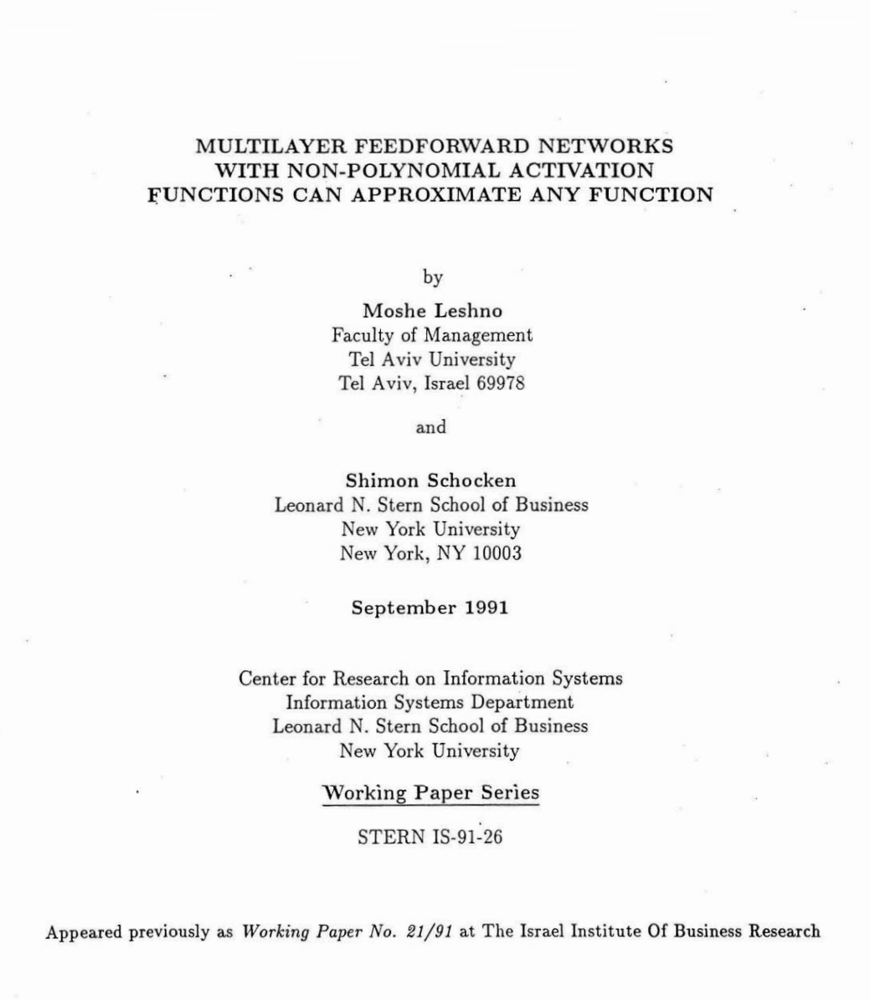 MULTILAYER FEEDFORWARD NETWORKS
WITH NON-POLYNOMIAL ACTIVATION
FUNCTIONS CAN APPROXIMATE ANY FUNCTION
by
Moshe Leshno
Faculty of Management
Tel Aviv University
Tel Aviv, Israel 69978
and
Shimon Schocken
Leonard N. Stern School of Business
New York University
New York, NY 10003
September 1991
Center for Research on Information Systems
Information Systems Department
Leonard N. Stern School of Business
New York University
Working Paper Series
STERN IS-91-26
Appeared previously as Working Paper No. 21/91 at The Israel Institute Of Business Research